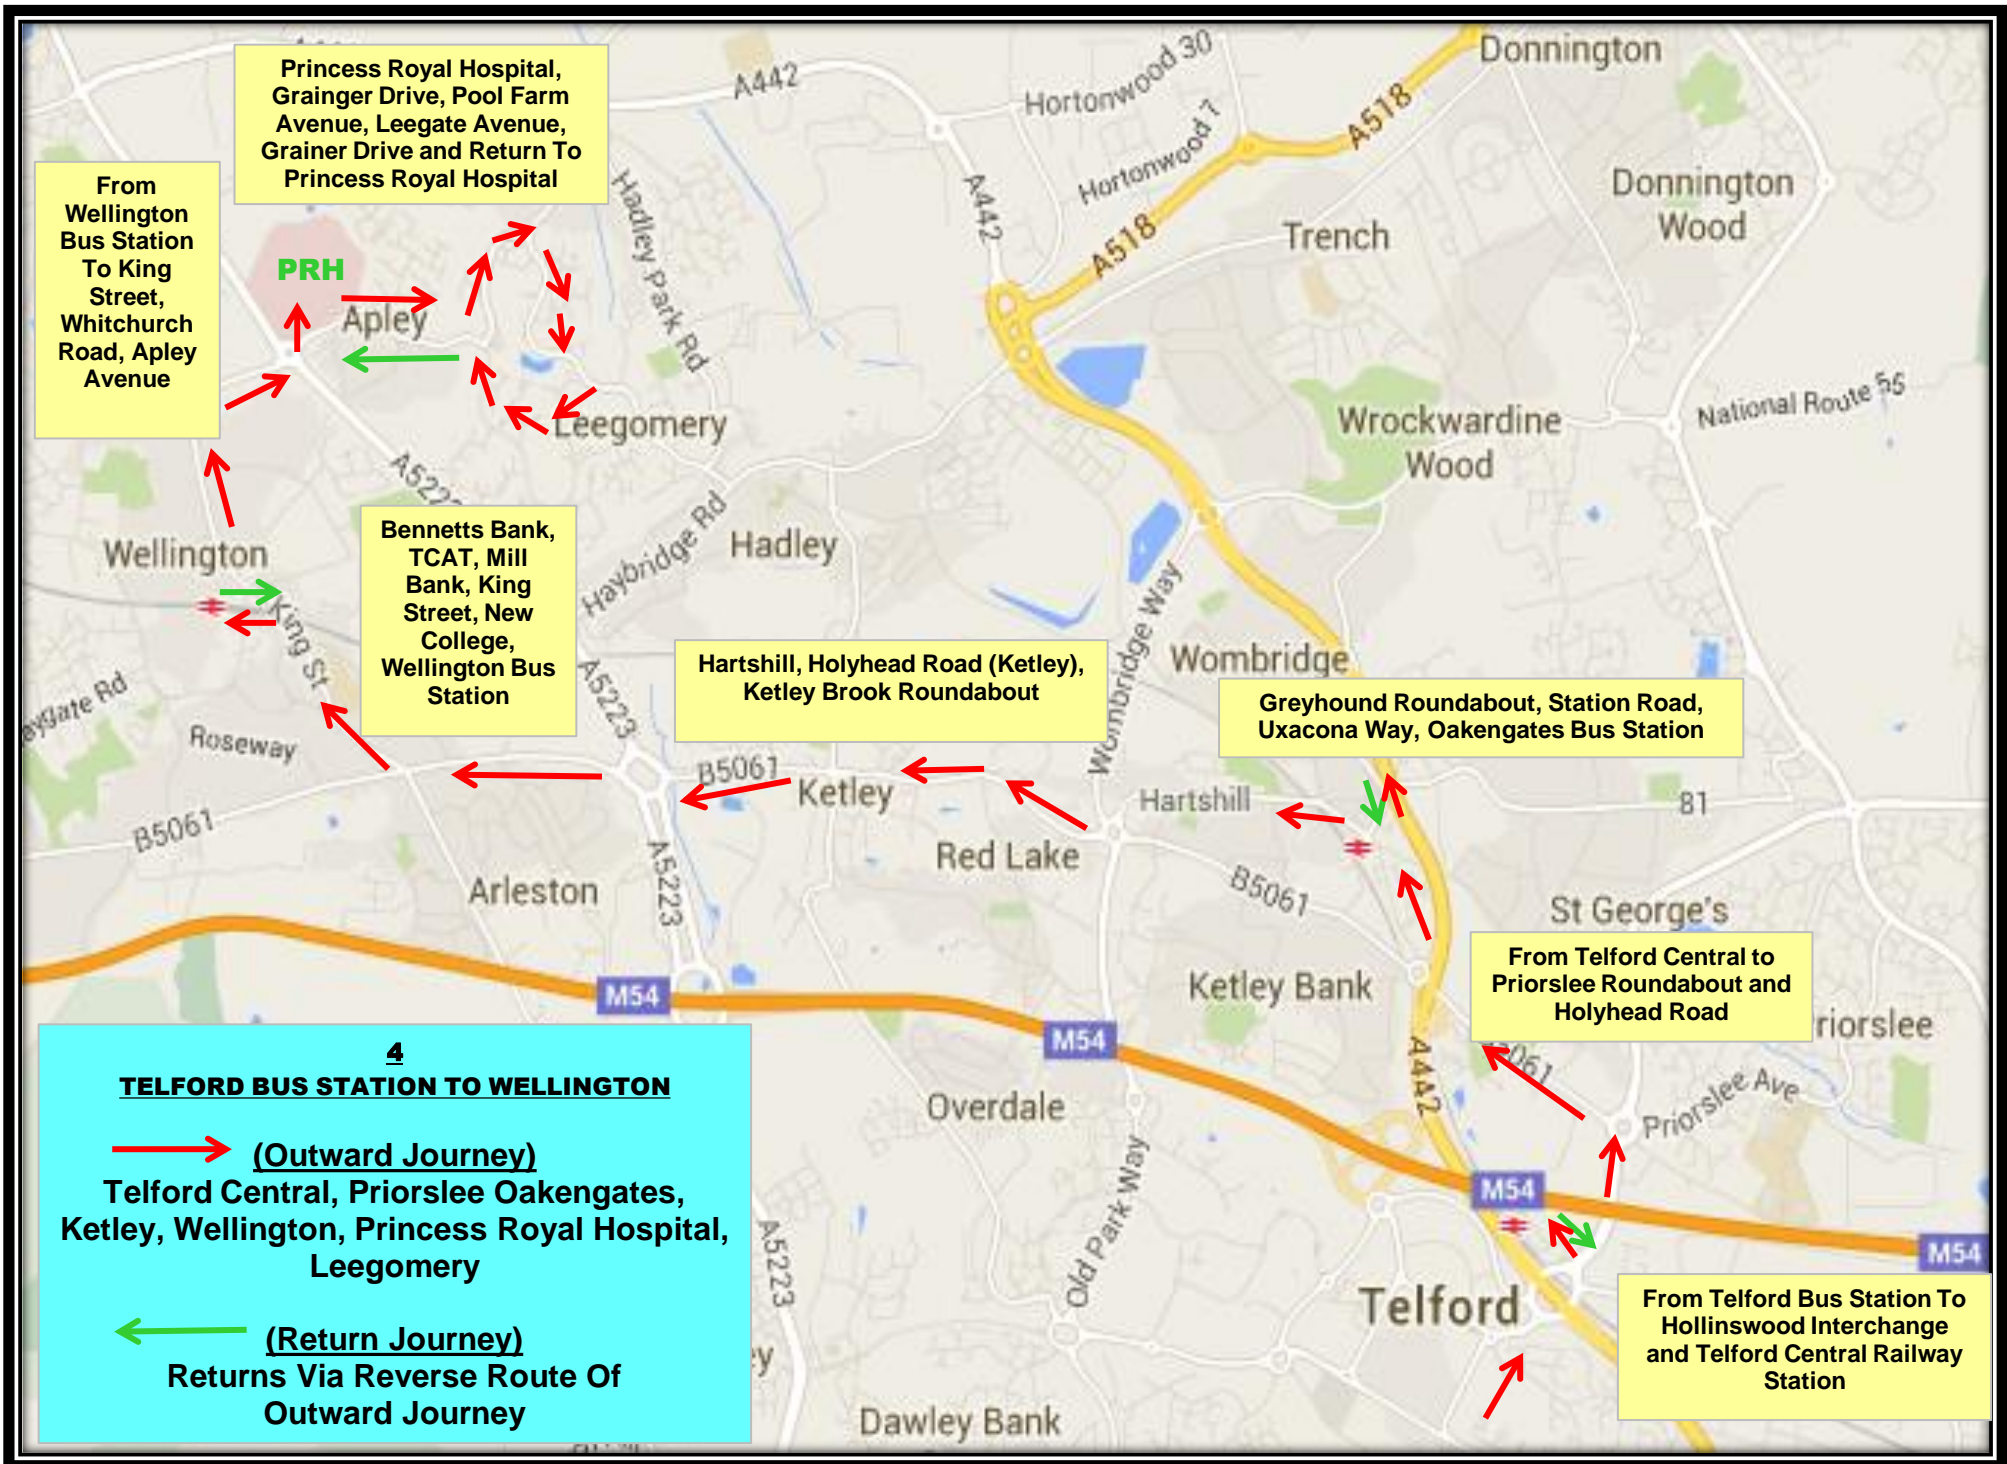 Princess Royal Hospital,
Grainger Drive, Pool Farm
Avenue, Leegate Avenue,
Grainer Drive and Return To
Princess Royal Hospital
From
Wellington
Bus Station
To King
Street,
Whitchurch
Road, Apley
Avenue
PRH
Apley
Leegomery
Hadley Park Rd
A442
A442
Hortonwood 30
Hortonwood 7
A518
A518
Donnington
Donnington
Wood
Trench
Wrockwardine
Wood
National Route 55
A522
Haybridge Rd
Hadley
Wellington
King St
Roseway
B5061
Bennetts Bank,
TCAT, Mill
Bank, King
Street, New
College,
Wellington Bus
Station
A5223
Hartshill, Holyhead Road (Ketley),
Ketley Brook Roundabout
B5061
Ketley
Wombridge Way
Wombridge
Greyhound Roundabout, Station Road,
Uxacona Way, Oakengates Bus Station
Hartshill
81
Red Lake
B5061
Arleston
A5223
St George's
Ketley Bank
From Telford Central to
Priorslee Roundabout and
Holyhead Road
riorslee
Priorslee Ave
M54
M54
A442
Overdale
Old Park Way
M54
M54
Telford
From Telford Bus Station To
Hollinswood Interchange
and Telford Central Railway
Station
A5223
Dawley Bank
4
TELFORD BUS STATION TO WELLINGTON
(Outward Journey)
Telford Central, Priorslee Oakengates,
Ketley, Wellington, Princess Royal Hospital,
Leegomery
(Return Journey)
Returns Via Reverse Route Of
Outward Journey